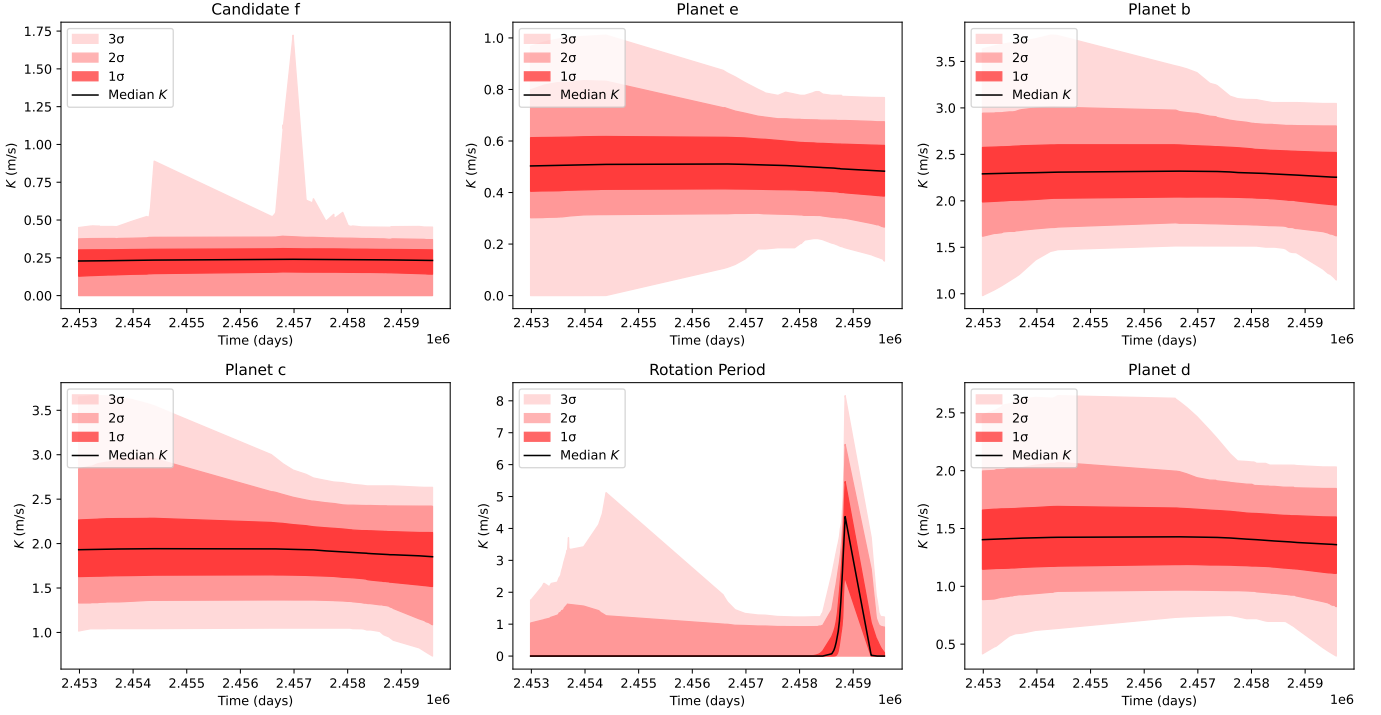 Candidate f
3σ
2σ
1σ
Median K
1.75
1.50
1.25
1.00
0.75
0.50
0.25
0.00
K (m/s)
2.453 2.454 2.455 2.456 2.457 2.458 2.459
Time (days)
1e6
Planet e
3σ
2σ
1σ
Median K
1.0
0.8
0.6
0.4
0.2
0.0
K (m/s)
2.453 2.454 2.455 2.456 2.457 2.458 2.459
Time (days)
1e6
Planet b
3σ
2σ
1σ
Median K
3.5
3.0
2.5
2.0
1.5
1.0
K (m/s)
2.453 2.454 2.455 2.456 2.457 2.458 2.459
Time (days)
1e6
Planet c
3σ
2σ
1σ
Median K
3.5
3.0
2.5
2.0
1.5
1.0
K (m/s)
2.453 2.454 2.455 2.456 2.457 2.458 2.459
Time (days)
1e6
Rotation Period
3σ
2σ
1σ
Median K
8
7
6
5
4
3
2
1
0
K (m/s)
2.453 2.454 2.455 2.456 2.457 2.458 2.459
Time (days)
1e6
Planet d
3σ
2σ
1σ
Median K
2.5
2.0
1.5
1.0
0.5
K (m/s)
2.453 2.454 2.455 2.456 2.457 2.458 2.459
Time (days)
1e6